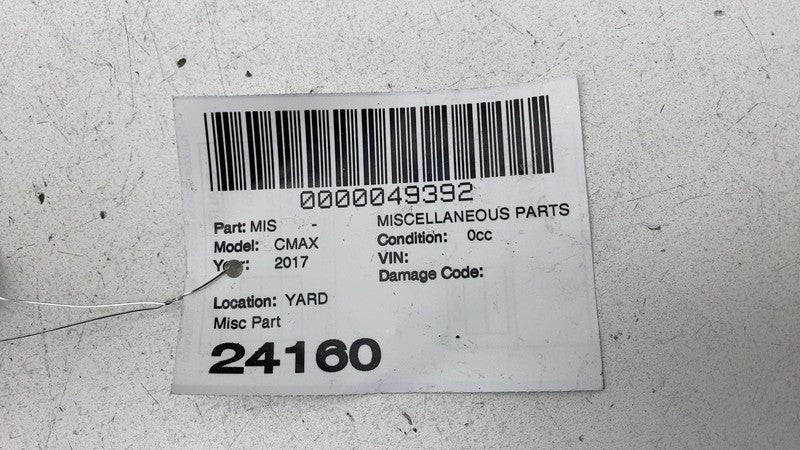 0000049392
Part: MIS - MISCELLANEOUS PARTS
Model: CMAX Condition: 0cc
Year: 2017 VIN:
Damage Code:
Location: YARD
Misc Part
24160